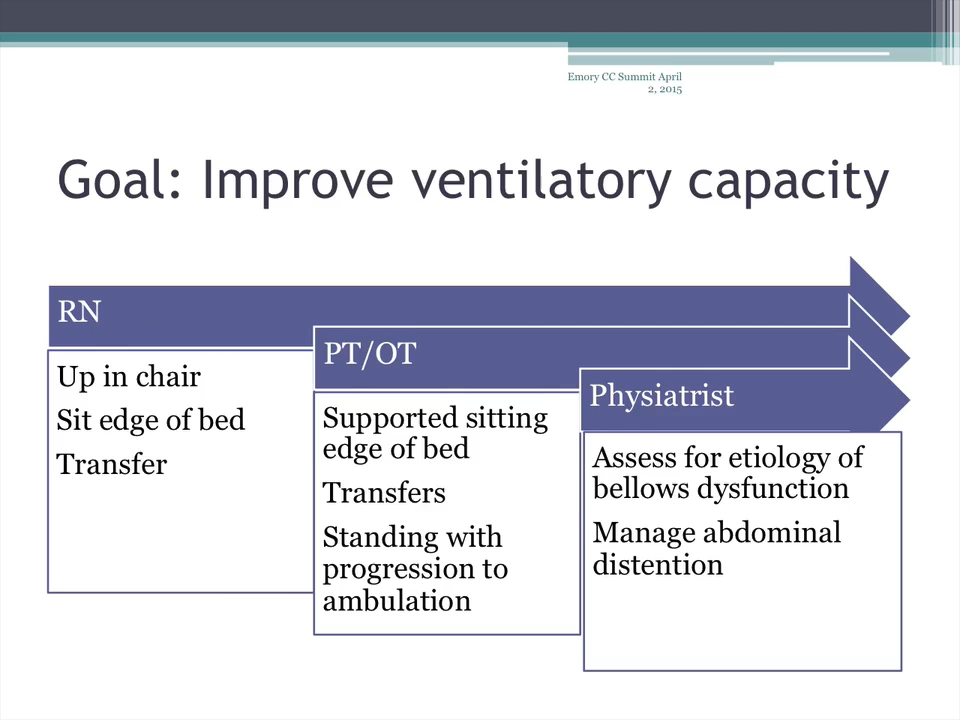 Emory CC Summit April
2, 2015
Goal: Improve ventilatory capacity
RN
Up in chair
Sit edge of bed
Transfer
PT/OT
Supported sitting
edge of bed
Transfers
Standing with
progression to
ambulation
Physiatrist
Assess for etiology of
bellows dysfunction
Manage abdominal
distention